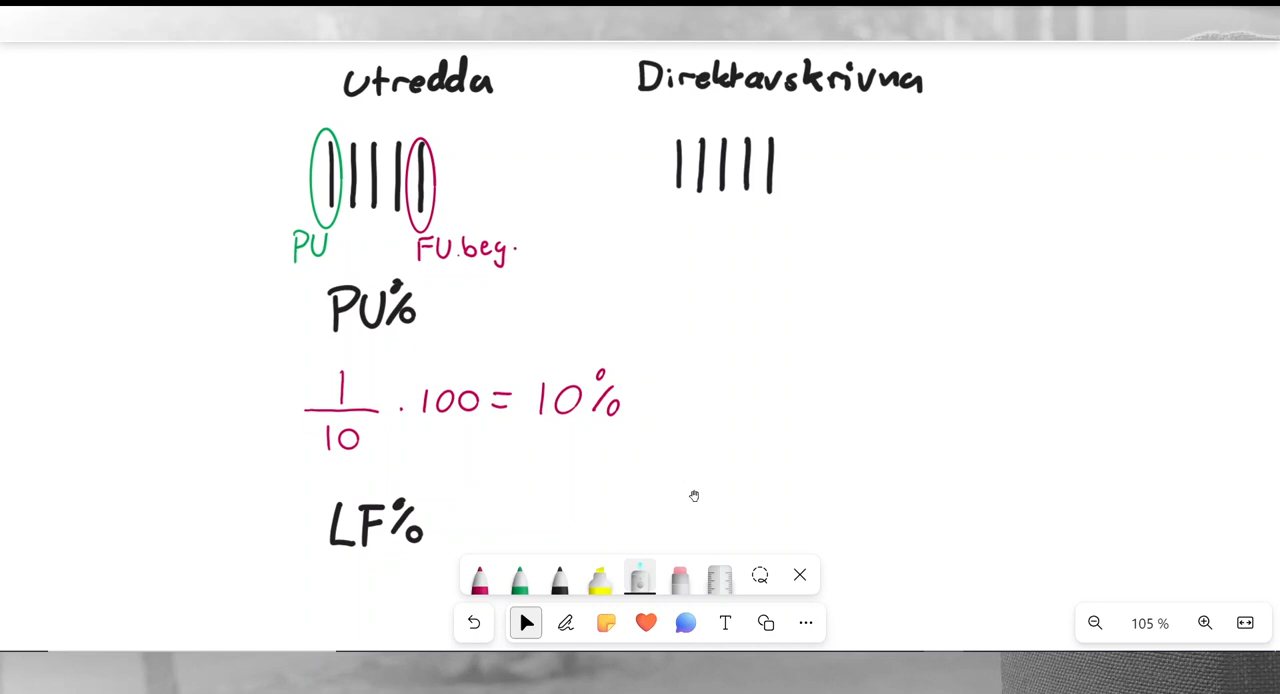 Utredda Direktavskrivna
PU FU.beg.
PU%
1
10 . 100 = 10%
LF%
105 %